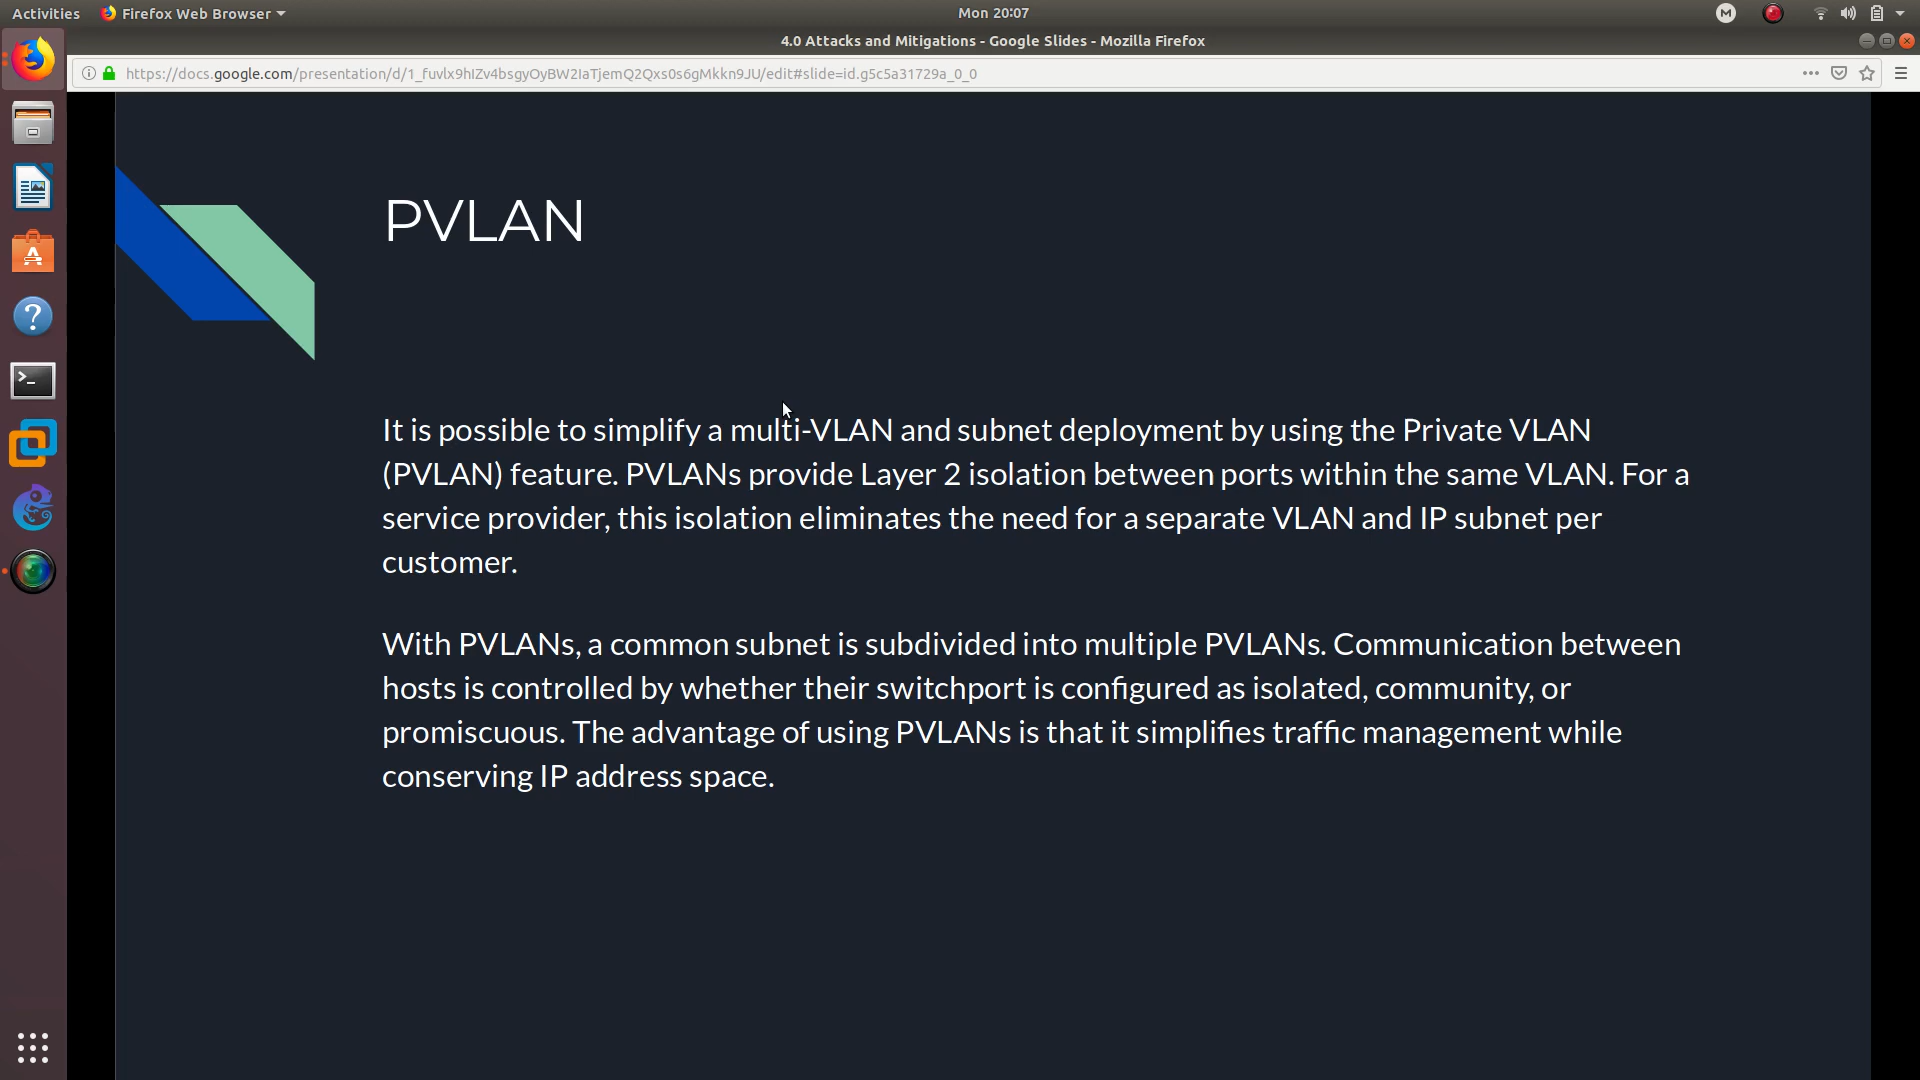 Activities
Firefox Web Browser
Mon 20:07
4.0 Attacks and Mitigations - Google Slides - Mozilla Firefox
https://docs.google.com/presentation/d/1_fuvlx9hIZv4bsgyOyBW2IaTjemQ2Qxs0s6gMkkn9JU/edit#slide=id.g5c5a31729a_0_0
PVLAN
It is possible to simplify a multi-VLAN and subnet deployment by using the Private VLAN
(PVLAN) feature. PVLANs provide Layer 2 isolation between ports within the same VLAN. For a
service provider, this isolation eliminates the need for a separate VLAN and IP subnet per
customer.
With PVLANs, a common subnet is subdivided into multiple PVLANs. Communication between
hosts is controlled by whether their switchport is configured as isolated, community, or
promiscuous. The advantage of using PVLANs is that it simplifies traffic management while
conserving IP address space.